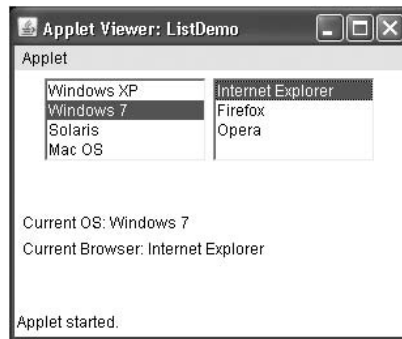 Applet Viewer: ListDemo
Applet
Windows XP
Windows 7
Solaris
Mac OS
Internet Explorer
Firefox
Opera
Current OS: Windows 7
Current Browser: Internet Explorer
Applet started.